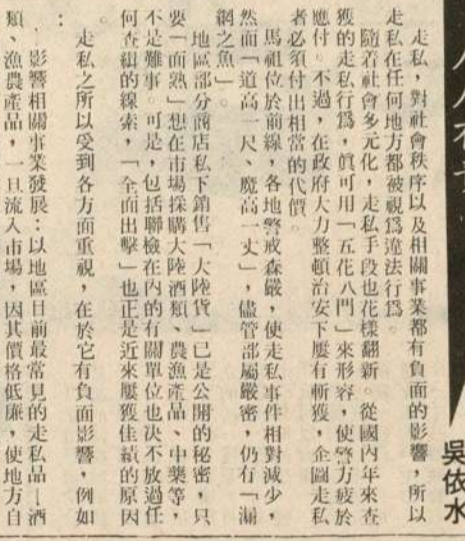 吳依水
走私，對社會秩序以及相關事業都有負面的影響，所以
走私在任何地方都被視爲違法行爲。
隨着社會多元化，走私手段也花樣翻新。從國內年來查
獲的走私行爲，眞可用「五花八門」來形容，使警方疲於
應付。不過，在政府大力整頓治安下屢有斬獲，企圖走私
者必須付出相當的代價。
馬祖位於前線，各地警戒森嚴，使走私事件相對減少，
然而「道高一尺、魔高一丈」，儘管部屬嚴密，仍有「漏
網之魚」。
地區部分商店私下銷售「大陸貨」已是公開的秘密，只
要「面熟」想在市場採購大陸酒類、農漁產品、中藥等，
不是難事。可是，包括聯檢在內的有關單位也決不放過任
何查緝的線索，「全面出擊」也正是近來屢獲佳績的原因
。
走私之所以受到各方面重視，在於它有負面影響，例如
：
影響相關事業發展：以地區目前最常見的走私品－酒
類、漁農產品，一旦流入市場，因其價格低廉，使地方自